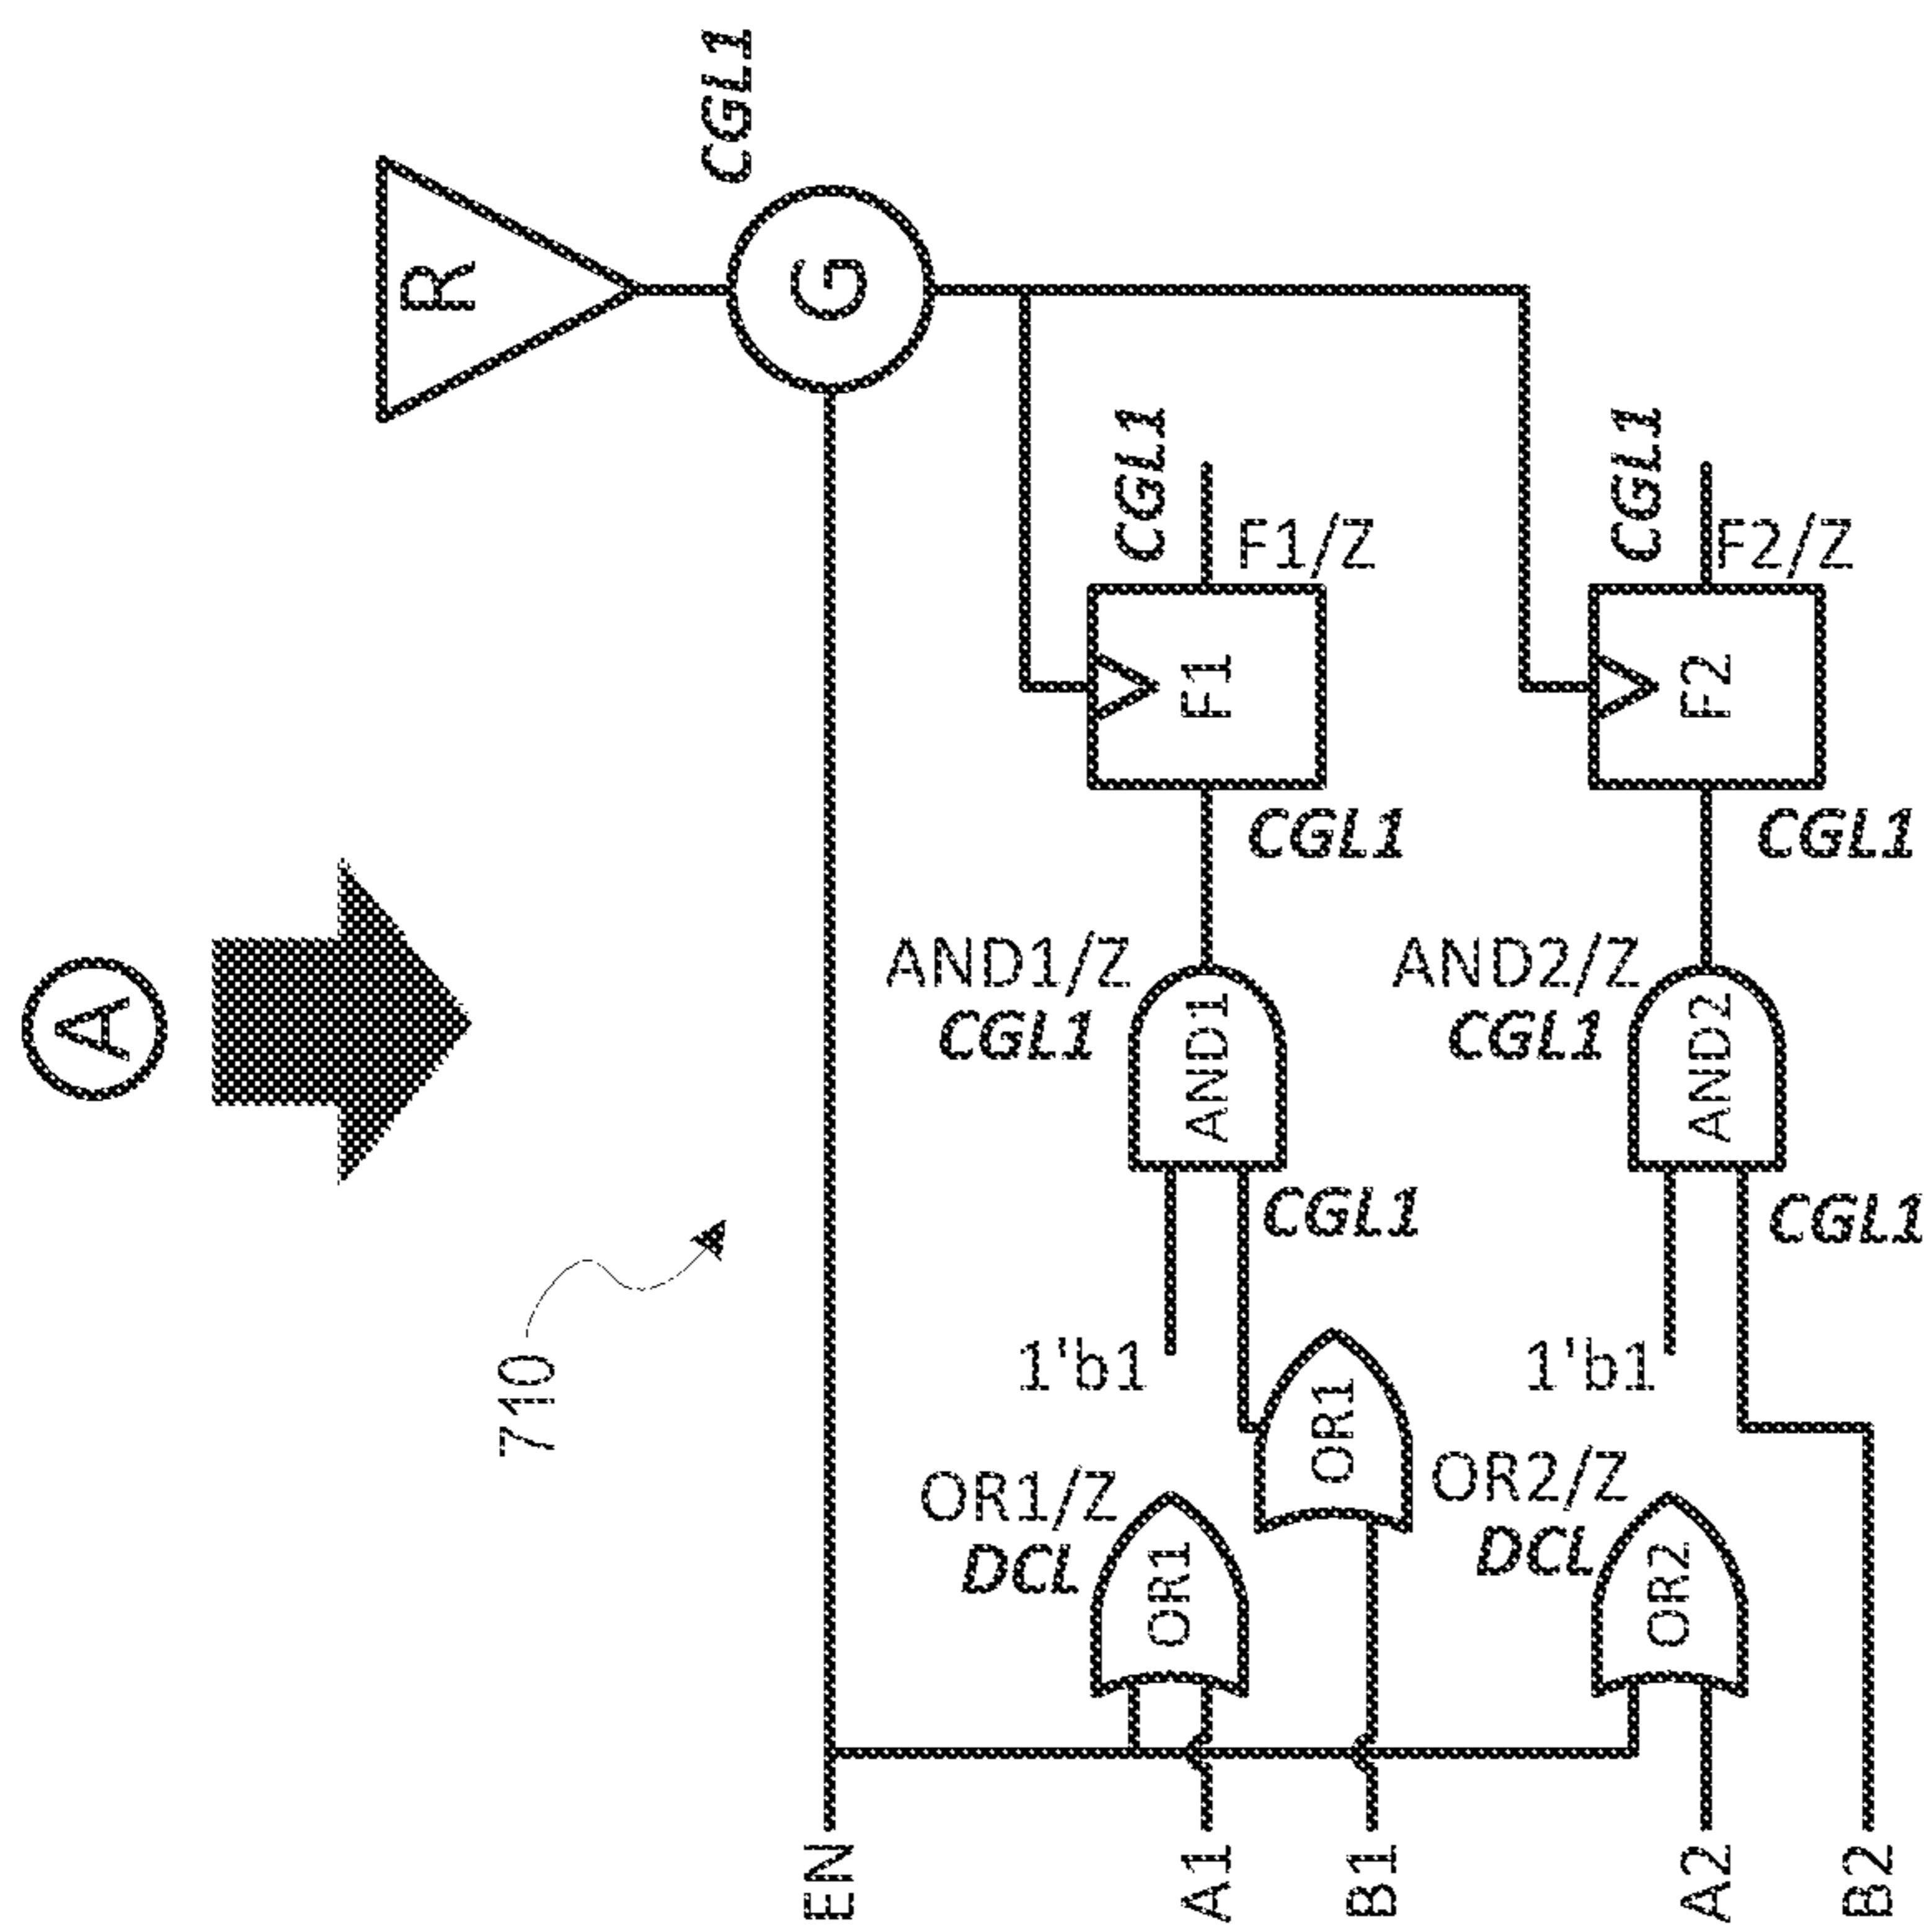 A
710
R
G
CGL1
EN
A1
B1
A2
B2
OR1/Z
DCL
OR1
OR1
1'b1
AND1/Z
CGL1
AND1
CGL1
CGL1
F1
CGL1
F1/Z
OR2/Z
DCL
OR2
1'b1
AND2/Z
CGL1
AND2
CGL1
CGL1
F2
CGL1
F2/Z